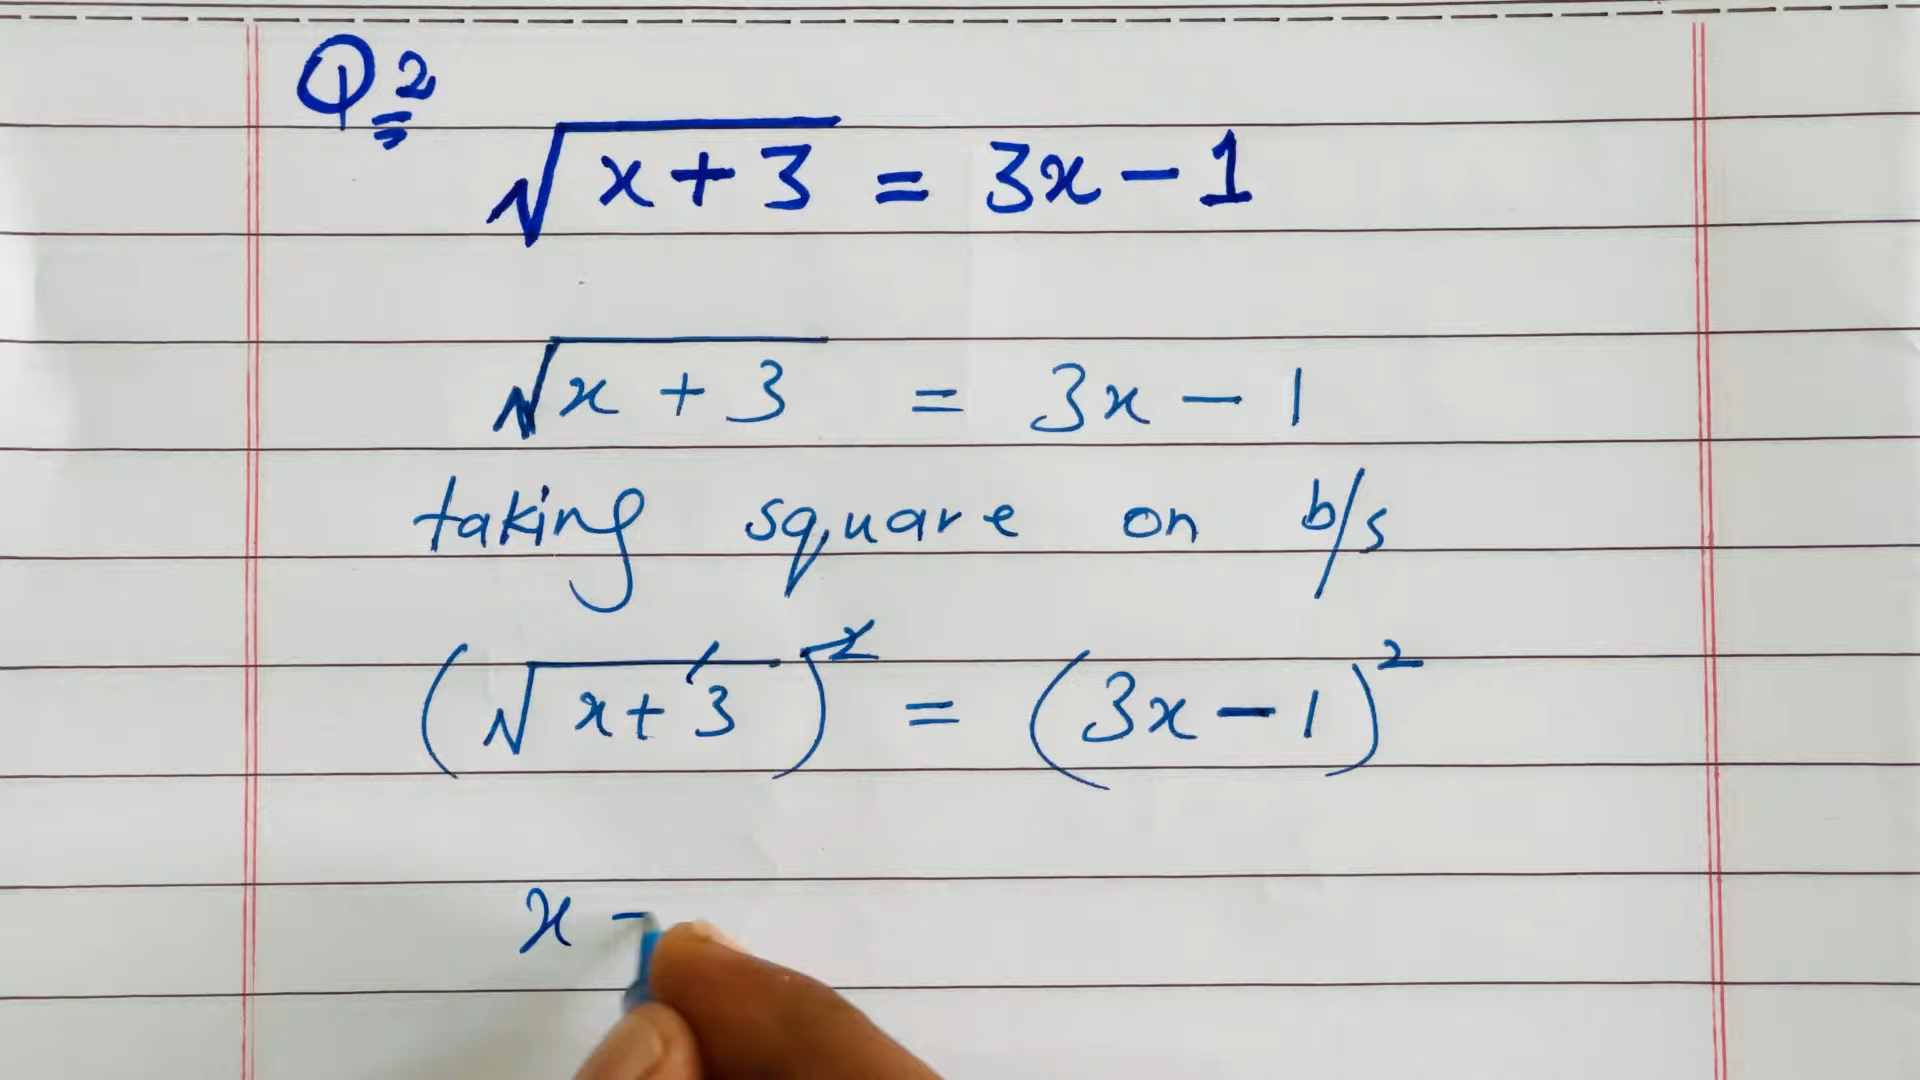 Q2
√x+3 = 3x-1
√x + 3 = 3x - 1
taking square on b/s
(√x+3)² = (3x-1)²
x -